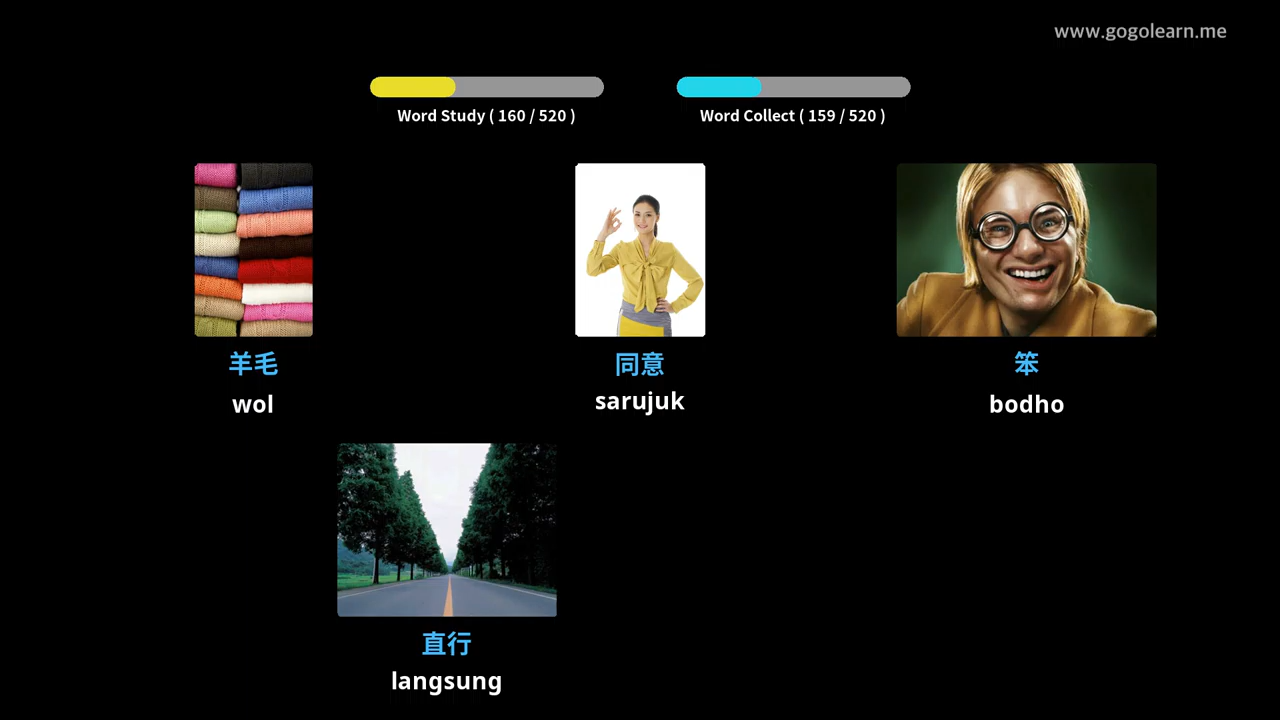 www.gogolearn.me
Word Study ( 160 / 520 )
Word Collect ( 159 / 520 )
羊毛
wol
同意
sarujuk
笨
bodho
直行
langsung